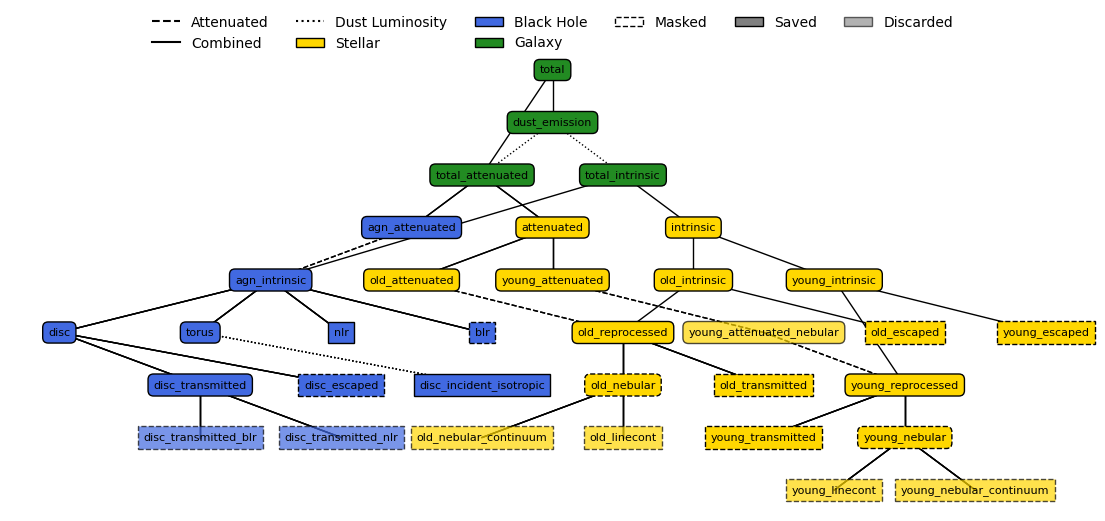 Attenuated Dust Luminosity Black Hole Masked Saved Discarded
Combined Stellar Galaxy
total
dust_emission
total_attenuated total_intrinsic
agn_attenuated attenuated intrinsic
agn_intrinsic old_attenuated young_attenuated old_intrinsic young_intrinsic
disc torus nlr blr old_reprocessed young_attenuated_nebular old_escaped young_escaped
disc_transmitted disc_escaped disc_incident_isotropic old_nebular old_transmitted young_reprocessed
disc_transmitted_blr disc_transmitted_nlr old_nebular_continuum old_linecont young_transmitted young_nebular
young_linecont young_nebular_continuum